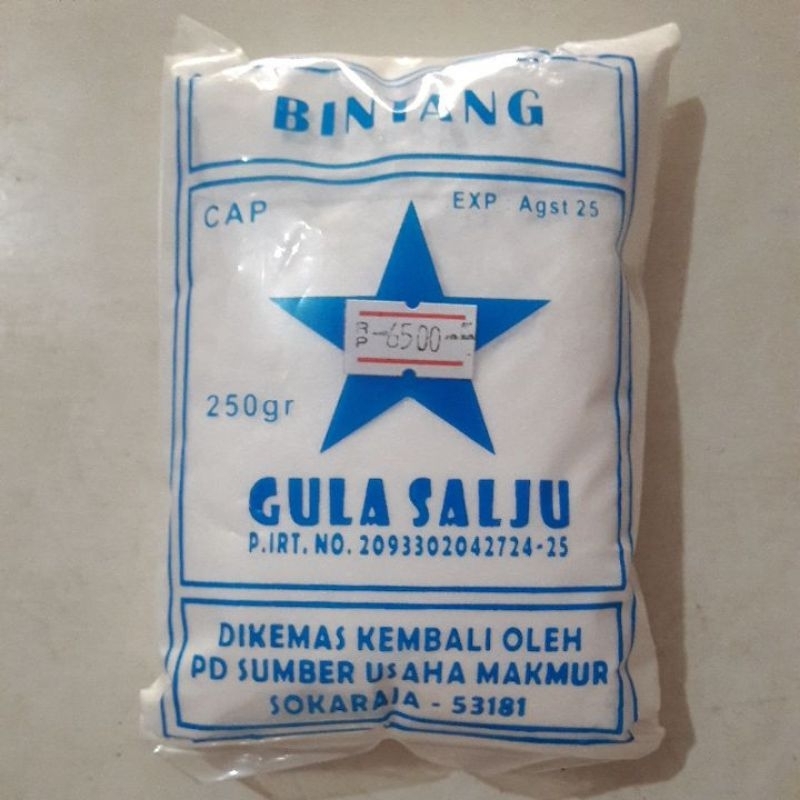 BINTANG
CAP
EXP : Agst 25
RP -6500--
250gr
GULA SALJU
P.IRT. NO. 2093302042724-25
DIKEMAS KEMBALI OLEH
PD SUMBER USAHA MAKMUR
SOKARAJA - 53181